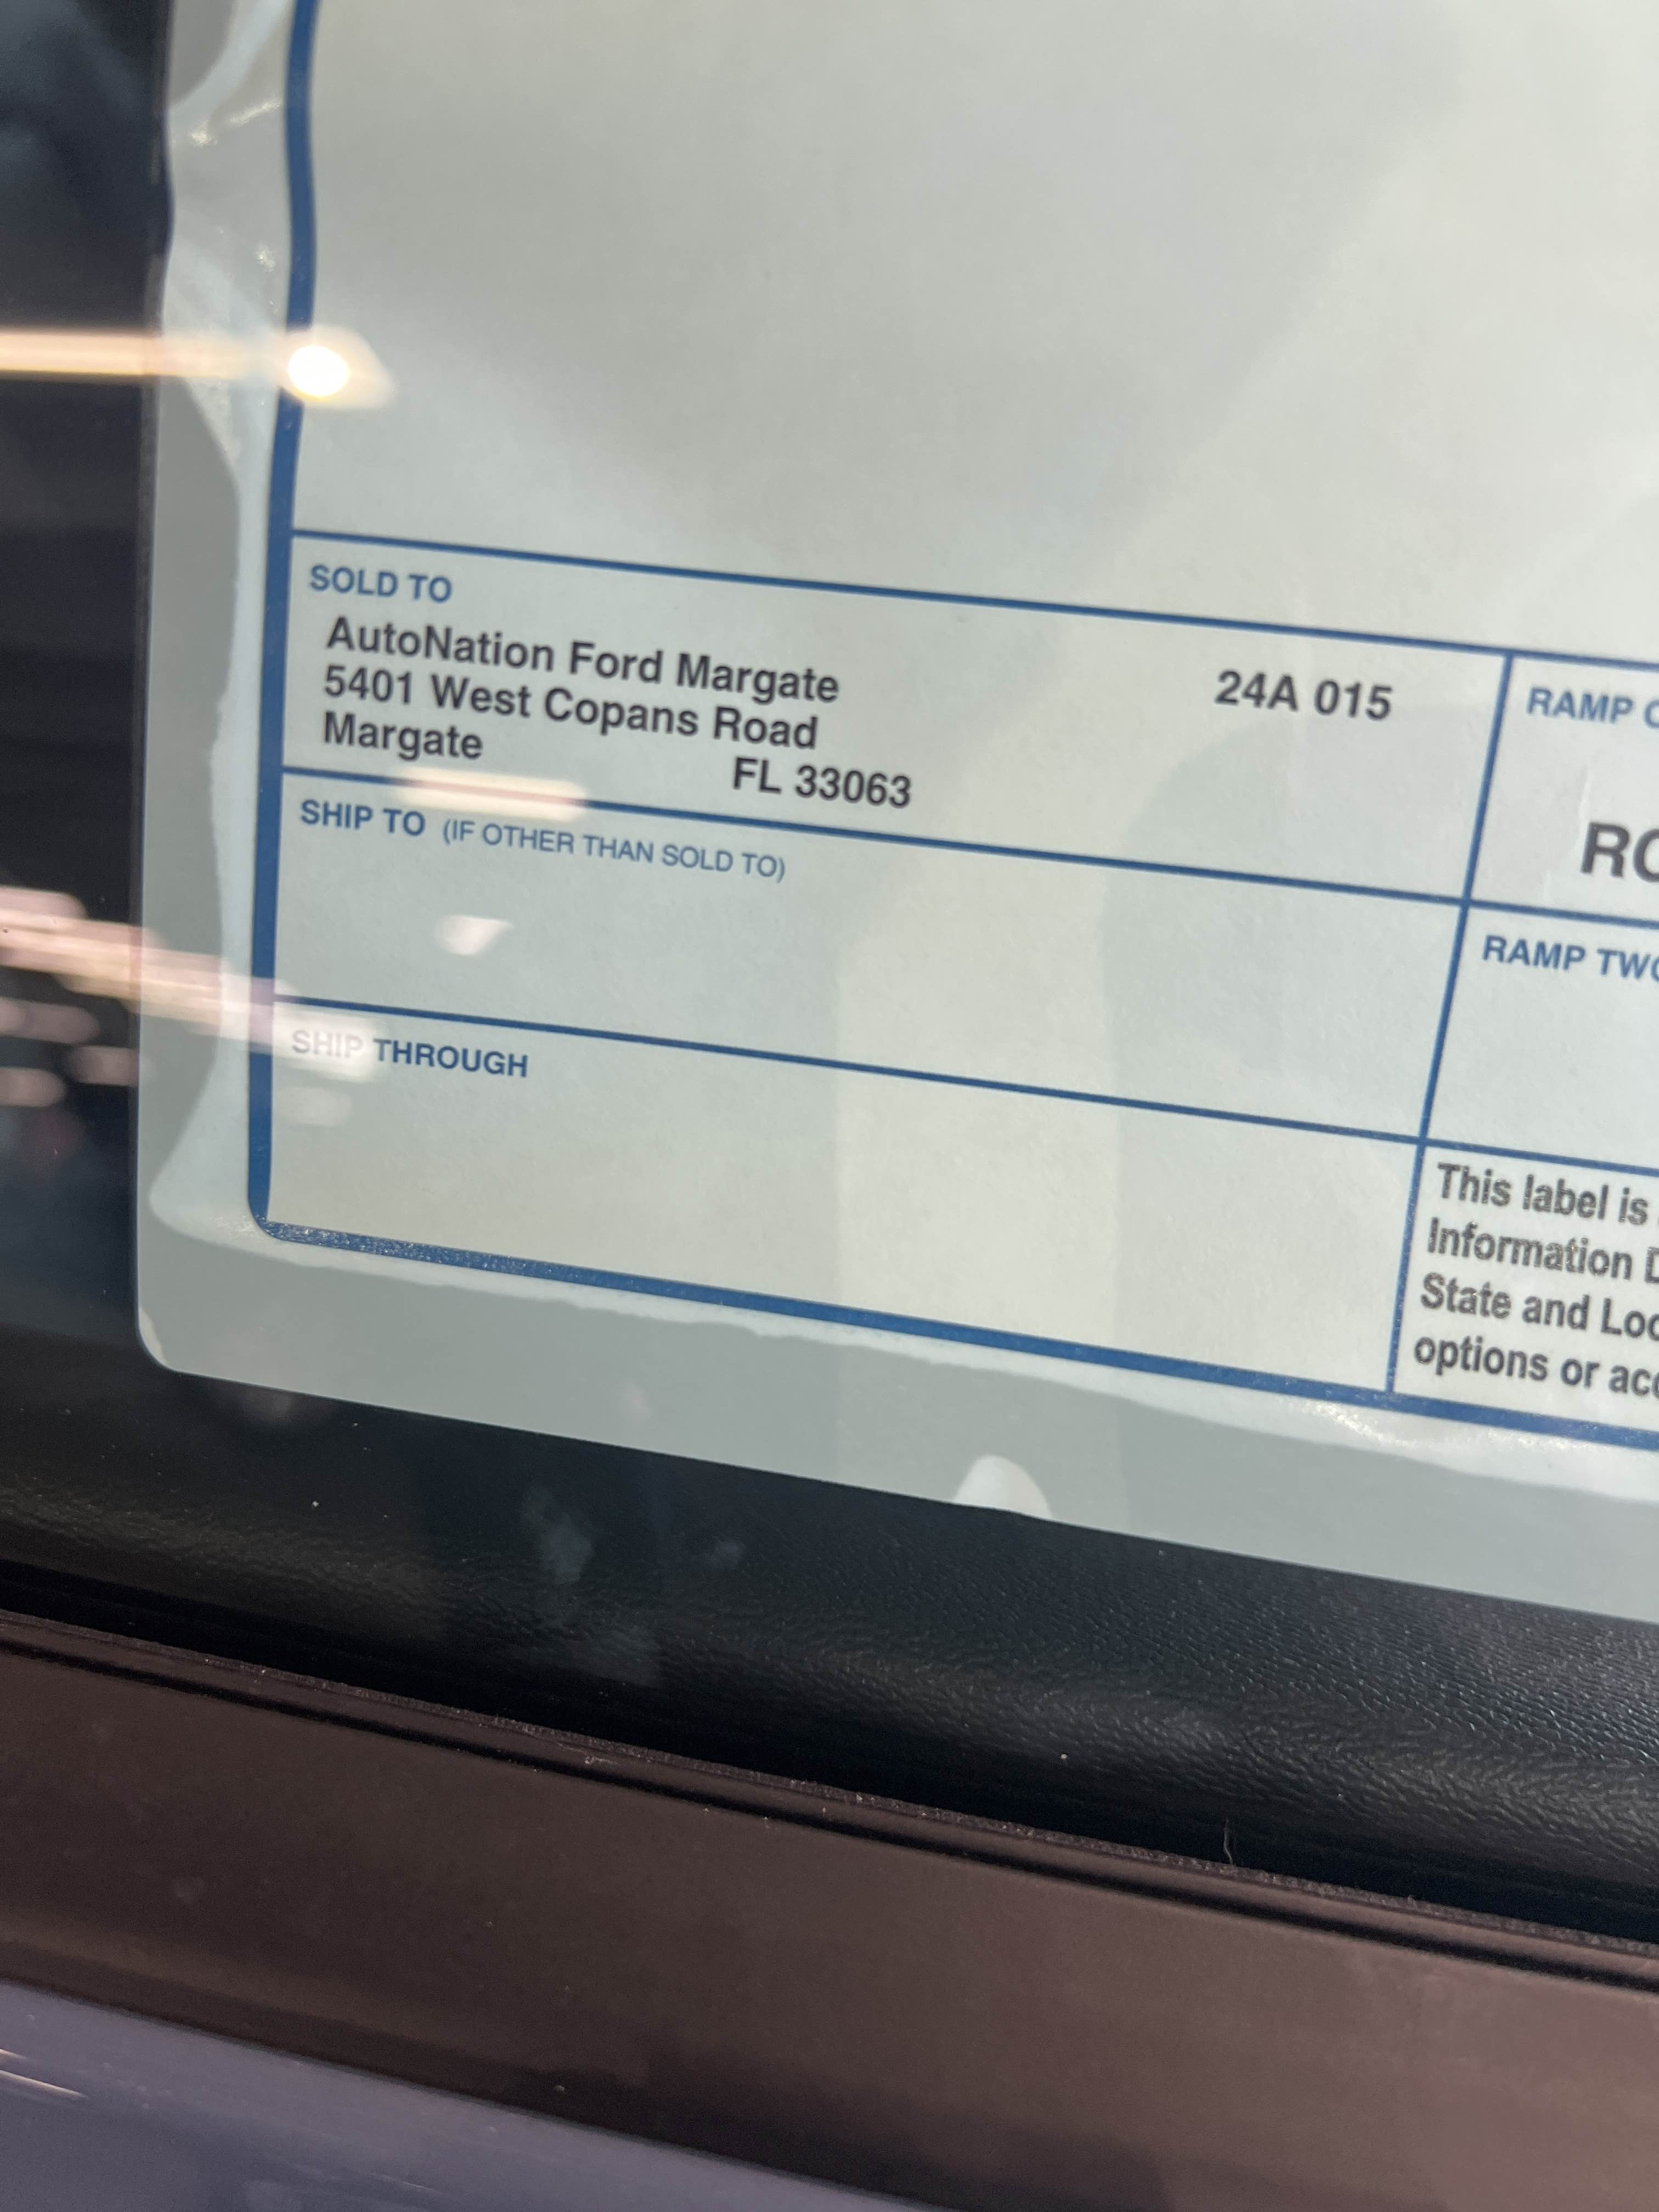 SOLD TO
AutoNation Ford Margate 24A 015
5401 West Copans Road
Margate FL 33063
SHIP TO (IF OTHER THAN SOLD TO)
SHIP THROUGH
RAMP
RAMP
This label is
Information
State and
options or